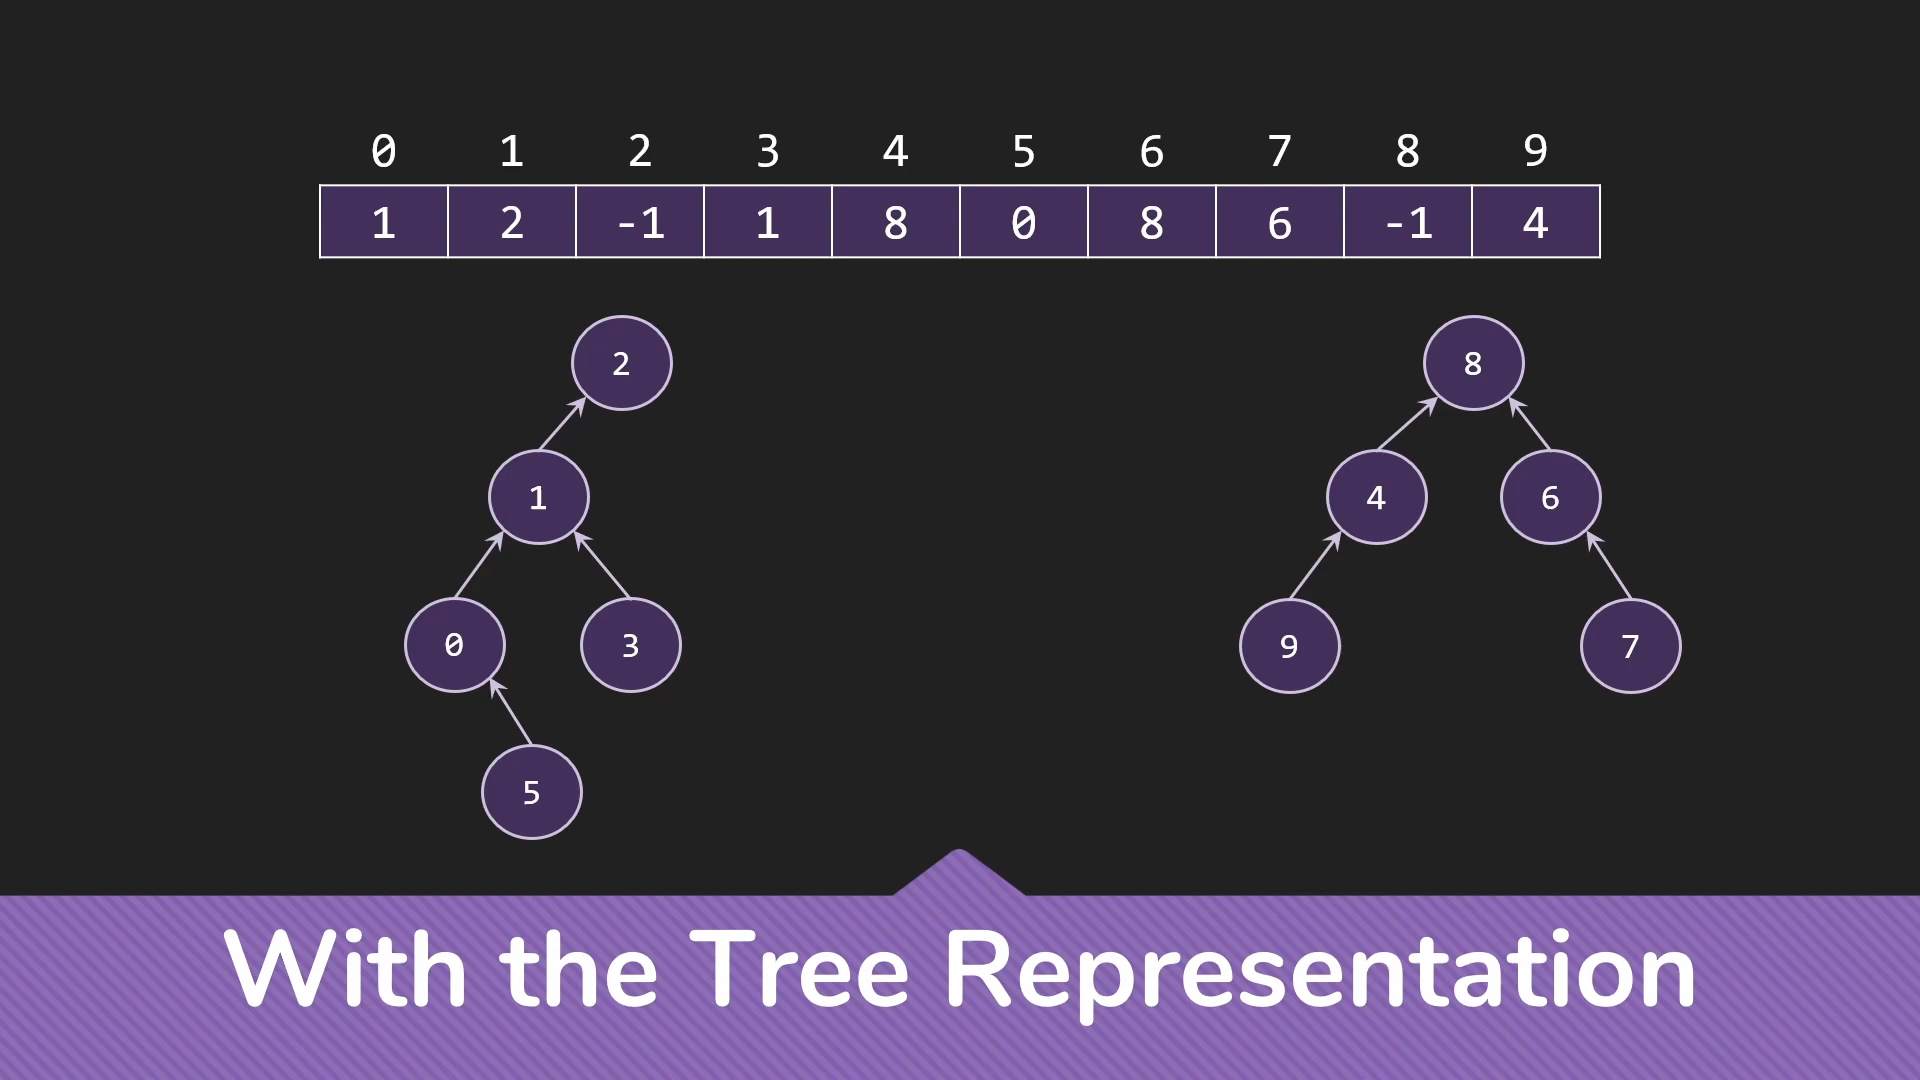 0 1 2 3 4 5 6 7 8 9
1 2 -1 1 8 0 8 6 -1 4
2 8
1 4 6
0 3 9 7
5
With the Tree Representation